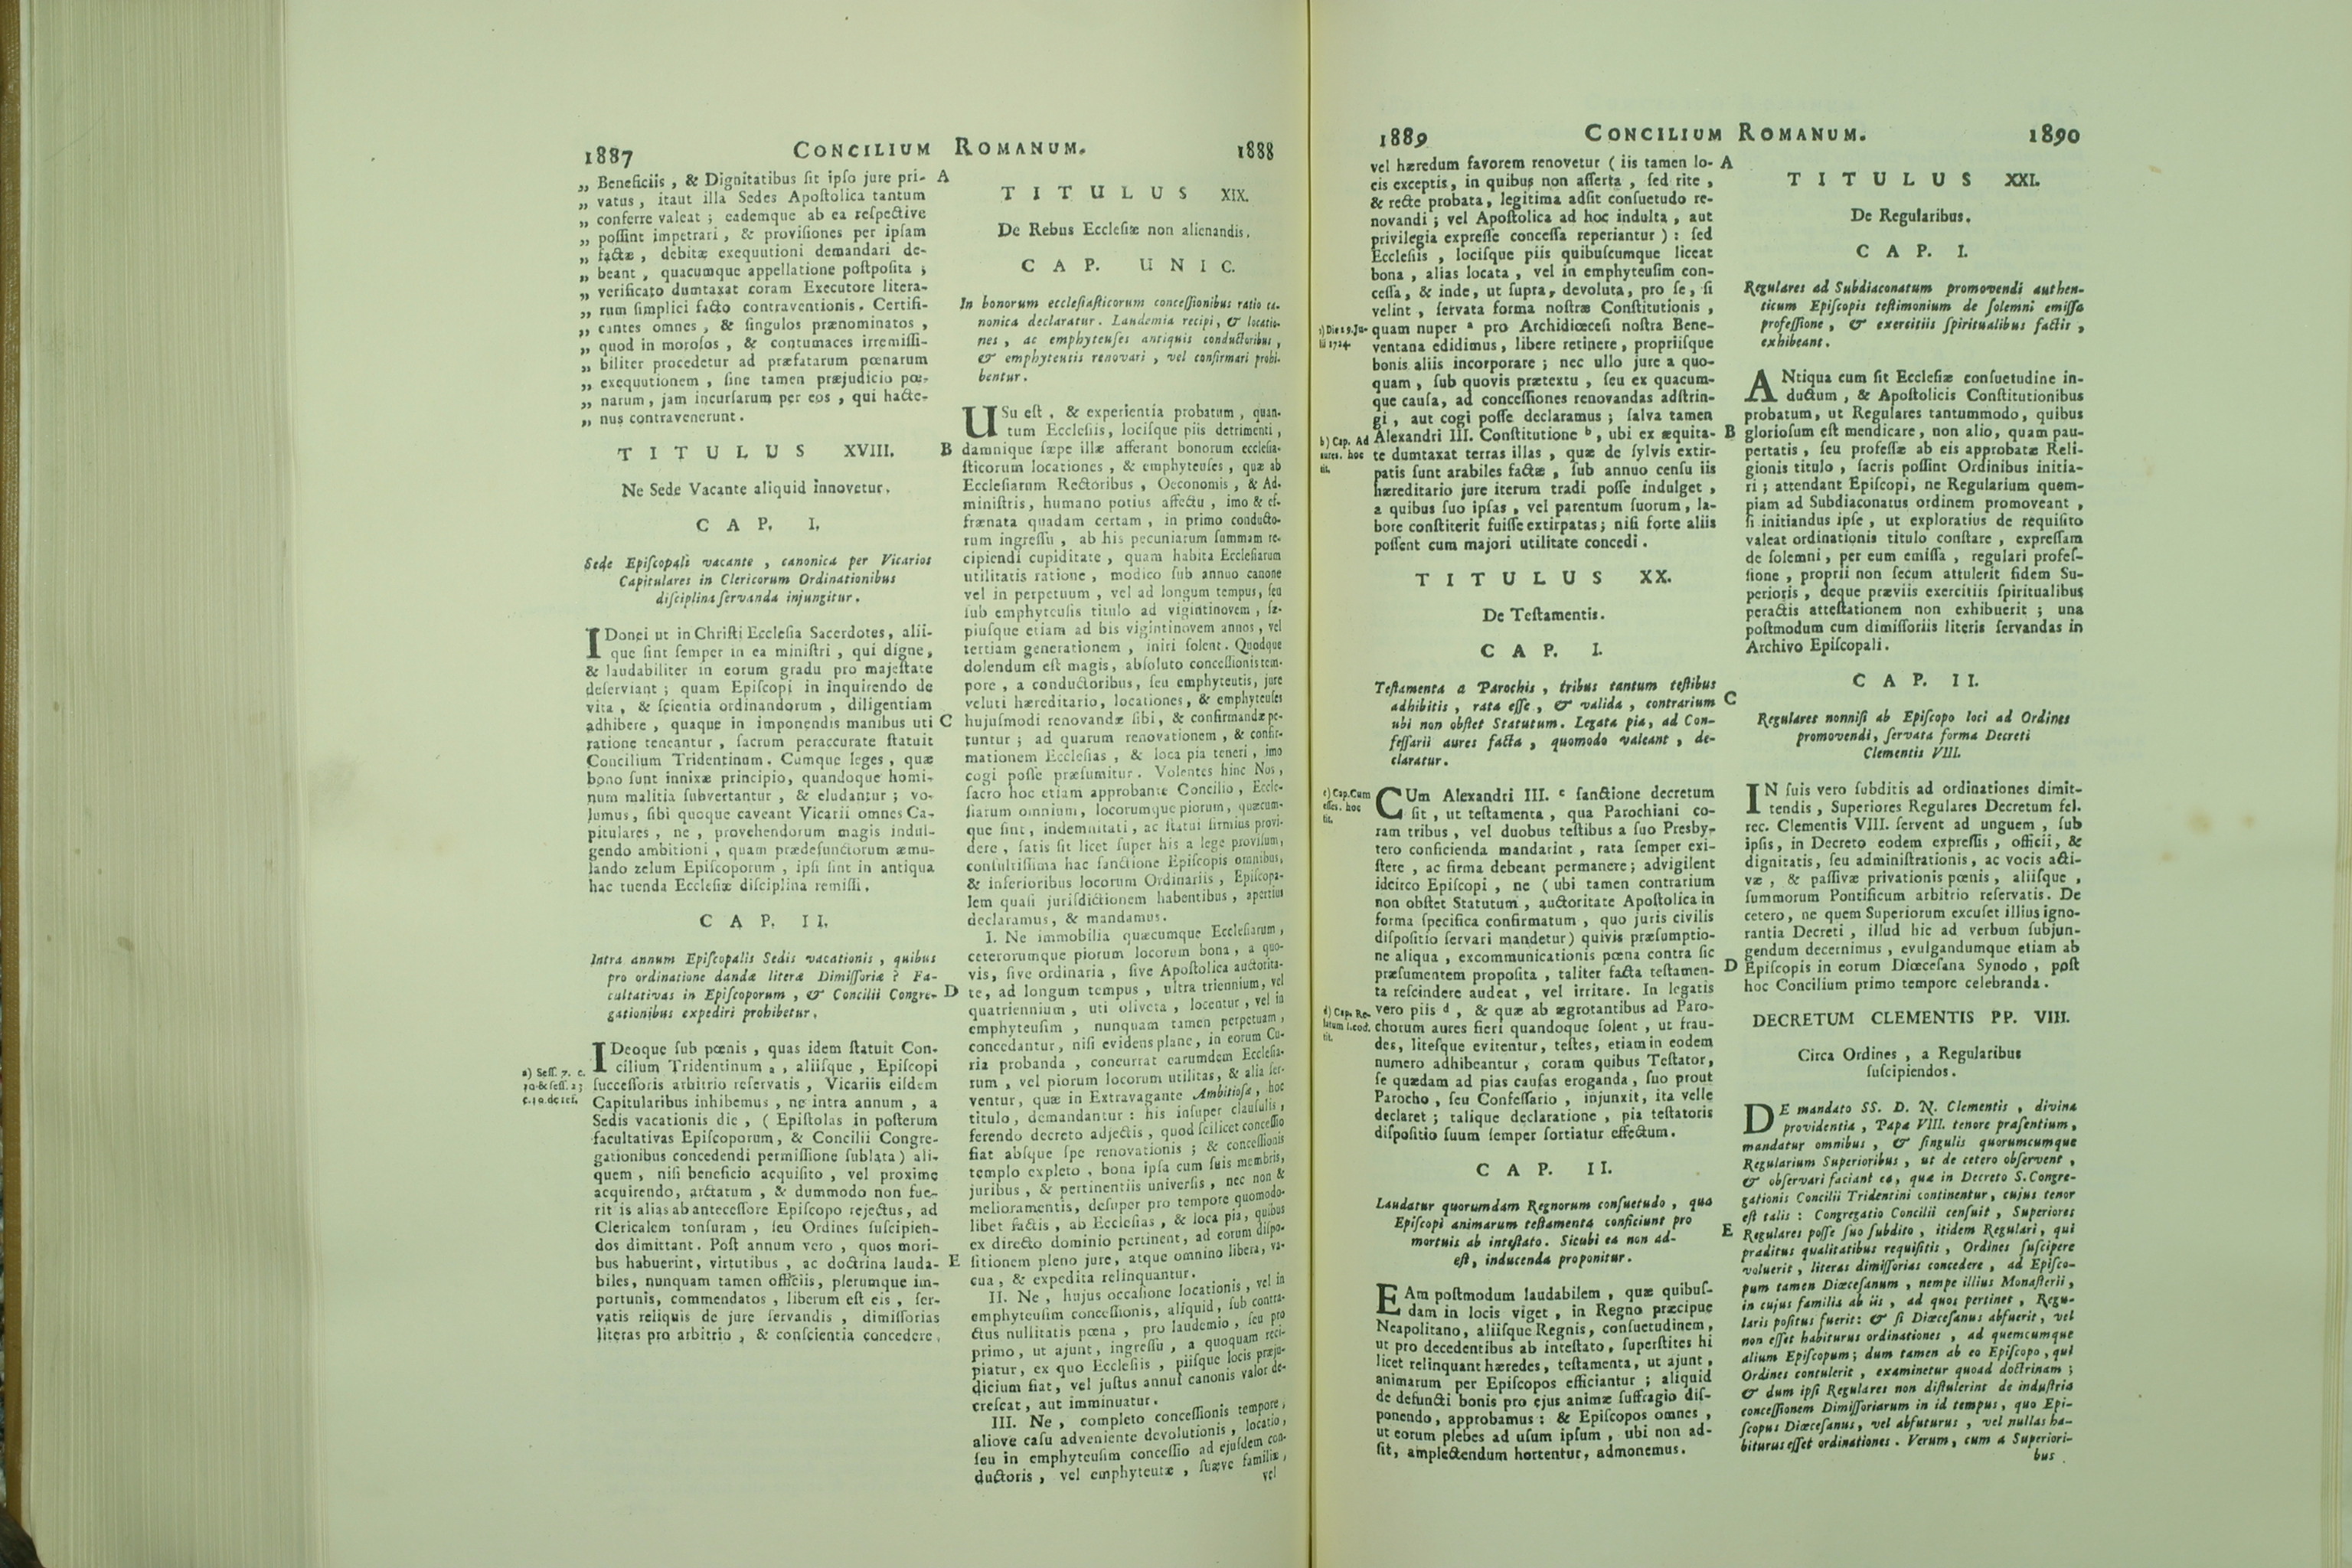 1887 CONCILIUM ROMANUM. 1888
„ Beneficiis, & Dignitatibus ſit ipſo jure pri-
„ vatus, itaut illa Sedes Apoſtolica tantum
„ conferre valeat; eademque ab ea reſpective
„ poſſint impetrari, & proviſiones per ipſam
„ factæ, debitæ exequutioni demandari de-
„ beant, quacumque appellatione poſtpoſita;
„ verificato dumtaxat coram Executore litera-
„ rum ſimplici facto contraventionis. Certifi-
„ cantes omnes, & ſingulos prænominatos,
„ quod in moroſos, & contumaces irremiſſi-
„ biliter procedetur ad præfatarum pœnarum
„ exequutionem, ſine tamen præjudicio pœ-
„ narum, jam incurſarum per eos, qui hacte-
„ nus contravenerunt.
TITULUS XVIII.
Ne Sede Vacante aliquid innovetur.
CAP. I.
Sede Epiſcopali vacante, canonica per Vicarios
Capitulares in Clericorum Ordinationibus
diſciplina ſervanda injungitur.
IDonei ut in Chriſti Eccleſia Sacerdotes, alii-
que ſint ſemper in ea miniſtri, qui digne,
& laudabiliter in eorum gradu pro majeſtate
deſerviant; quam Epiſcopi in inquirendo de
vita, & ſcientia ordinandorum, diligentiam
adhibere, quaque in imponendis manibus uti
ratione teneantur, ſacrum peraccurate ſtatuit
Concilium Tridentinum. Cumque leges, quæ
bono ſunt innixæ principio, quandoque homi-
num malitia ſubvertantur, & eludantur; vo-
lumus, ſibi quoque caveant Vicarii omnes Ca-
pitulares, ne, provehendorum magis indul-
gendo ambitioni, quam prædefunctorum æmu-
lando zelum Epiſcoporum, ipſi ſint in antiqua
hac tuenda Eccleſiæ diſciplina remiſſi.
CAP. II.
Intra annum Epiſcopalis Sedis vacationis, quibus
pro ordinatione dandæ literæ Dimiſſoriæ? Fa-
cultativas in Epiſcoporum, & Concilii Congre-
gationibus expediri prohibetur.
IDeoque ſub pœnis, quas idem ſtatuit Con-
cilium Tridentinum a, aliiſque, Epiſcopi
ſucceſſoris arbitrio reſervatis, Vicariis eiſdem
Capitularibus inhibemus, ne intra annum, a
Sedis vacationis die, (Epiſtolas in poſterum
facultativas Epiſcoporum, & Concilii Congre-
gationibus concedendi permiſſione ſublata) ali-
quem, niſi beneficio acquiſito, vel proxime
acquirendo, arctatum, & dummodo non fue-
rit is alias ab anteceſſore Epiſcopo rejectus, ad
Clericalem tonſuram, ſeu Ordines ſuſcipien-
dos dimittant. Poſt annum vero, quos mori-
bus habuerint, virtutibus, ac doctrina lauda-
biles, nunquam tamen officiis, plerumque im-
portunis, commendatos, liberum eſt eis, ſer-
vatis reliquis de jure ſervandis, dimiſſorias
literas pro arbitrio, & conſcientia concedere.
a) Seſſ. 7. c.
10. & ſeſſ. 23
c. 10. de ref.
A
B
C
D
E
TITULUS XIX.
De Rebus Eccleſiæ non alienandis.
CAP. UNIC.
In bonorum eccleſiaſticorum conceſſionibus ratio ca-
nonica declaratur. Laudemia recipi, & locatio-
nes, ac emphyteuſes antiquis conductoribus,
& emphyteutis renovari, vel confirmari prohi-
bentur.
USu eſt, & experientia probatum, quan-
tum Eccleſiis, lociſque piis detrimenti,
damnique ſæpe illæ afferant bonorum eccleſia-
ſticorum locationes, & emphyteuſes, quæ ab
Eccleſiarum Rectoribus, Oeconomis, & Ad-
miniſtris, humano potius affectu, imo & ef-
frænata quadam certam, in primo conducto-
rum ingreſſu, ab his pecuniarum ſummam re-
cipiendi cupiditate, quam habita Eccleſiarum
utilitatis ratione, modico ſub annuo canone
vel in perpetuum, vel ad longum tempus, ſeu
ſub emphyteuſis titulo ad vigintinovem, ſæ-
piuſque etiam ad bis vigintinovem annos, vel
tertiam generationem, iniri ſolent. Quodque
dolendum eſt magis, abſoluto conceſſionis tem-
pore, a conductoribus, ſeu emphyteutis, jure
veluti hæreditario, locationes, & emphyteuſes
hujuſmodi renovandæ ſibi, & confirmandæ pe-
tuntur; ad quarum renovationem, & confir-
mationem Eccleſias, & loca pia teneri, imo
cogi poſſe præſumitur. Volentes hinc Nos,
ſacro hoc etiam approbante Concilio, Eccle-
ſiarum omnium, locorumque piorum, quæcum-
que ſint, indemnitati, ac ſtatui firmius provi-
dere, ſatis ſit licet ſuper his a lege proviſum,
conſultiſſima hac ſanctione Epiſcopis omnibus,
& inferioribus locorum Ordinariis, Epiſcopa-
lem quaſi juriſdictionem habentibus, apertius
declaramus, & mandamus.
I. Ne immobilia quæcumque Eccleſiarum,
ceterorumque piorum locorum bona, a quo-
vis, ſive ordinaria, ſive Apoſtolica auctorita-
te, ad longum tempus, ultra triennium, vel
quatriennium, uti oliveta, locentur, vel in
emphyteuſim, nunquam tamen perpetuam,
concedantur, niſi evidens plane, in eorum Cu-
ria probanda, concurrat earumdem Eccleſia-
rum, vel piorum locorum utilitas, & alia ſer-
ventur, quæ in Extravagante Ambitioſa, hoc
titulo, demandantur: his inſuper clauſulis,
ferendo decreto adjectis, quod ſcilicet conceſſio
fiat abſque ſpe renovationis; & conceſſionis
templo expleto, bona ipſa cum ſuis membris,
juribus, & pertinentiis univerſis, nec non &
melioramentis, deſuper pro tempore quomodo-
libet factis, ab Eccleſias, & loca pia, quibus
ex directo dominio pertinent, ad eorum diſpo-
ſitionem pleno jure, atque omnino libera, va-
cua, & expedita relinquantur.
II. Ne, hujus occaſione locationis, vel in
emphyteuſim conceſſionis, aliquid, ſub contra-
ctus nullitatis pœna, pro laudemio, ſeu pro
primo, ut ajunt, ingreſſu, a quoquam reci-
piatur, ex quo Eccleſiis, piiſque locis præju-
dicium fiat, vel juſtus annui canonis valor de-
creſcat, aut imminuatur.
III. Ne, completo conceſſionis tempore,
aliove caſu adveniente devolutionis, locatio,
ſeu in emphyteuſim conceſſio ad ejuſdem con-
ductoris, vel emphyteutæ, ſuæve familiæ,
vel
1889 CONCILIUM ROMANUM. 1890
vel hæredum favorem renovetur (iis tamen lo-
cis exceptis, in quibus non aſſerta, ſed rite,
& recte probata, legitima adſit conſuetudo re-
novandi; vel Apoſtolica ad hoc indulta, aut
privilegia expreſſe conceſſa reperiantur): ſed
Eccleſiis, lociſque piis quibuſcumque liceat
bona, alias locata, vel in emphyteuſim con-
ceſſa, & inde, ut ſupra, devoluta, pro ſe, ſi
velint, ſervata forma noſtræ Conſtitutionis,
quam nuper a pro Archidiœceſi noſtra Bene-
ventana edidimus, libere retinere, propriiſque
bonis aliis incorporare; nec ullo jure a quo-
quam, ſub quovis prætextu, ſeu ex quacum-
que cauſa, ad conceſſiones renovandas adſtrin-
gi, aut cogi poſſe declaramus; ſalva tamen
Alexandri III. Conſtitutione b, ubi ex æquita-
te dumtaxat terras illas, quæ de ſylvis extir-
patis ſunt arabiles factæ, ſub annuo cenſu iis
hæreditario jure iterum tradi poſſe indulget,
a quibus ſuo ipſas, vel parentum ſuorum, la-
bore conſtiterit fuiſſe extirpatas; niſi forte aliis
poſſent cum majori utilitate concedi.
TITULUS XX.
De Teſtamentis.
CAP. I.
Teſtamenta a Parochis, tribus tantum teſtibus
adhibitis, rata eſſe, & valida, contrarium
ubi non obſtet Statutum. Legata pia, ad Con-
feſſarii aures facta, quomodo valeant, de-
claratur.
CUm Alexandri III. c ſanctione decretum
ſit, ut teſtamenta, qua Parochiani co-
ram tribus, vel duobus teſtibus a ſuo Presby-
tero conficienda mandarint, rata ſemper exi-
ſtere, ac firma debeant permanere; advigilent
idcirco Epiſcopi, ne (ubi tamen contrarium
non obſtet Statutum, auctoritate Apoſtolica in
forma ſpecifica confirmatum, quo juris civilis
diſpoſitio ſervari mandetur) quivis præſumptio-
ne aliqua, excommunicationis pœna contra ſic
præſumentem propoſita, taliter facta teſtamen-
ta reſcindere audeat, vel irritare. In legatis
vero piis d, & quæ ab ægrotantibus ad Paro-
chorum aures fieri quandoque ſolent, ut frau-
des, liteſque evitentur, teſtes, etiam in eodem
numero adhibeantur, coram quibus Teſtator,
ſe quædam ad pias cauſas eroganda, ſuo prout
Parocho, ſeu Confeſſario, injunxit, ita velle
declaret; talique declaratione, pia teſtatoris
diſpoſitio ſuum ſemper ſortiatur effectum.
CAP. II.
Laudatur quorumdam Regnorum conſuetudo, qua
Epiſcopi animarum teſtamenta conficiunt pro
mortuis ab inteſtato. Sicubi ea non ad-
eſt, inducenda proponitur.
EAm poſtmodum laudabilem, quæ quibuſ-
dam in locis viget, in Regno præcipue
Neapolitano, aliiſque Regnis, conſuetudinem,
ut pro decedentibus ab inteſtato, ſuperſtites hi
licet relinquant hæredes, teſtamenta, ut ajunt,
animarum per Epiſcopos efficiantur; aliquid
de defuncti bonis pro ejus animæ ſuffragio diſ-
ponendo, approbamus: & Epiſcopos omnes,
ut eorum plebes ad uſum ipſum, ubi non ad-
ſit, amplectendum hortentur, admonemus.
a) Die 15. Ju-
lii 1724.
b) Cap. Ad
aures. hoc
tit.
c) Cap. Cum
eſſes. hoc
tit.
d) Cap. Re-
latum 1. eod.
tit.
A
B
C
D
E
TITULUS XXI.
De Regularibus.
CAP. I.
Regulares ad Subdiaconatum promovendi authen-
ticum Epiſcopis teſtimonium de ſolemni emiſſa
profeſſione, & exercitiis ſpiritualibus factis,
exhibeant.
ANtiqua cum ſit Eccleſiæ conſuetudine in-
ductum, & Apoſtolicis Conſtitutionibus
probatum, ut Regulares tantummodo, quibus
glorioſum eſt mendicare, non alio, quam pau-
pertatis, ſeu profeſſæ ab eis approbatæ Reli-
gionis titulo, ſacris poſſint Ordinibus initia-
ri; attendant Epiſcopi, ne Regularium quem-
piam ad Subdiaconatus ordinem promoveant,
ſi initiandus ipſe, ut exploratius de requiſito
valeat ordinationis titulo conſtare, expreſſam
de ſolemni, per eum emiſſa, regulari profeſ-
ſione, proprii non ſecum attulerit fidem Su-
perioris, deque præviis exercitiis ſpiritualibus
peractis atteſtationem non exhibuerit; una
poſtmodum cum dimiſſoriis literis ſervandas in
Archivo Epiſcopali.
CAP. II.
Regulares nonniſi ab Epiſcopo loci ad Ordines
promovendi, ſervata forma Decreti
Clementis VIII.
IN ſuis vero ſubditis ad ordinationes dimit-
tendis, Superiores Regulares Decretum fel.
rec. Clementis VIII. ſervent ad unguem, ſub
ipſis, in Decreto eodem expreſſis, officii, &
dignitatis, ſeu adminiſtrationis, ac vocis acti-
væ, & paſſivæ privationis pœnis, aliiſque,
ſummorum Pontificum arbitrio reſervatis. De
cetero, ne quem Superiorum excuſet illius igno-
rantia Decreti, illud hic ad verbum ſubjun-
gendum decernimus, evulgandumque etiam ab
Epiſcopis in eorum Diœceſana Synodo, poſt
hoc Concilium primo tempore celebranda.
DECRETUM CLEMENTIS PP. VIII.
Circa Ordines, a Regularibus
ſuſcipiendos.
DE mandato SS. D. N. Clementis, divina
providentia, Papa VIII. tenore præſentium,
mandatur omnibus, & ſingulis quorumcumque
Regularium Superioribus, ut de cetero obſervent,
& obſervari faciant ea, quæ in Decreto S. Congre-
gationis Concilii Tridentini continentur, cujus tenor
eſt talis: Congregatio Concilii cenſuit, Superiores
Regulares poſſe ſuo ſubdito, itidem Regulari, qui
præditus qualitatibus requiſitis, Ordines ſuſcipere
voluerit, literas dimiſſorias concedere, ad Epiſco-
pum tamen Diœceſanum, nempe illius Monaſterii,
in cujus familia ab iis, ad quos pertinet, Regu-
laris poſitus fuerit: & ſi Diœceſanus abfuerit, vel
non eſſet habiturus ordinationes, ad quemcumque
alium Epiſcopum; dum tamen ab eo Epiſcopo, qui
Ordines contulerit, examinetur quoad doctrinam;
& dum ipſi Regulares non diſtulerint de induſtria
conceſſionem Dimiſſoriarum in id tempus, quo Epi-
ſcopus Diœceſanus, vel abfuturus, vel nullas ha-
biturus eſſet ordinationes. Verum, cum a Superiori-
bus